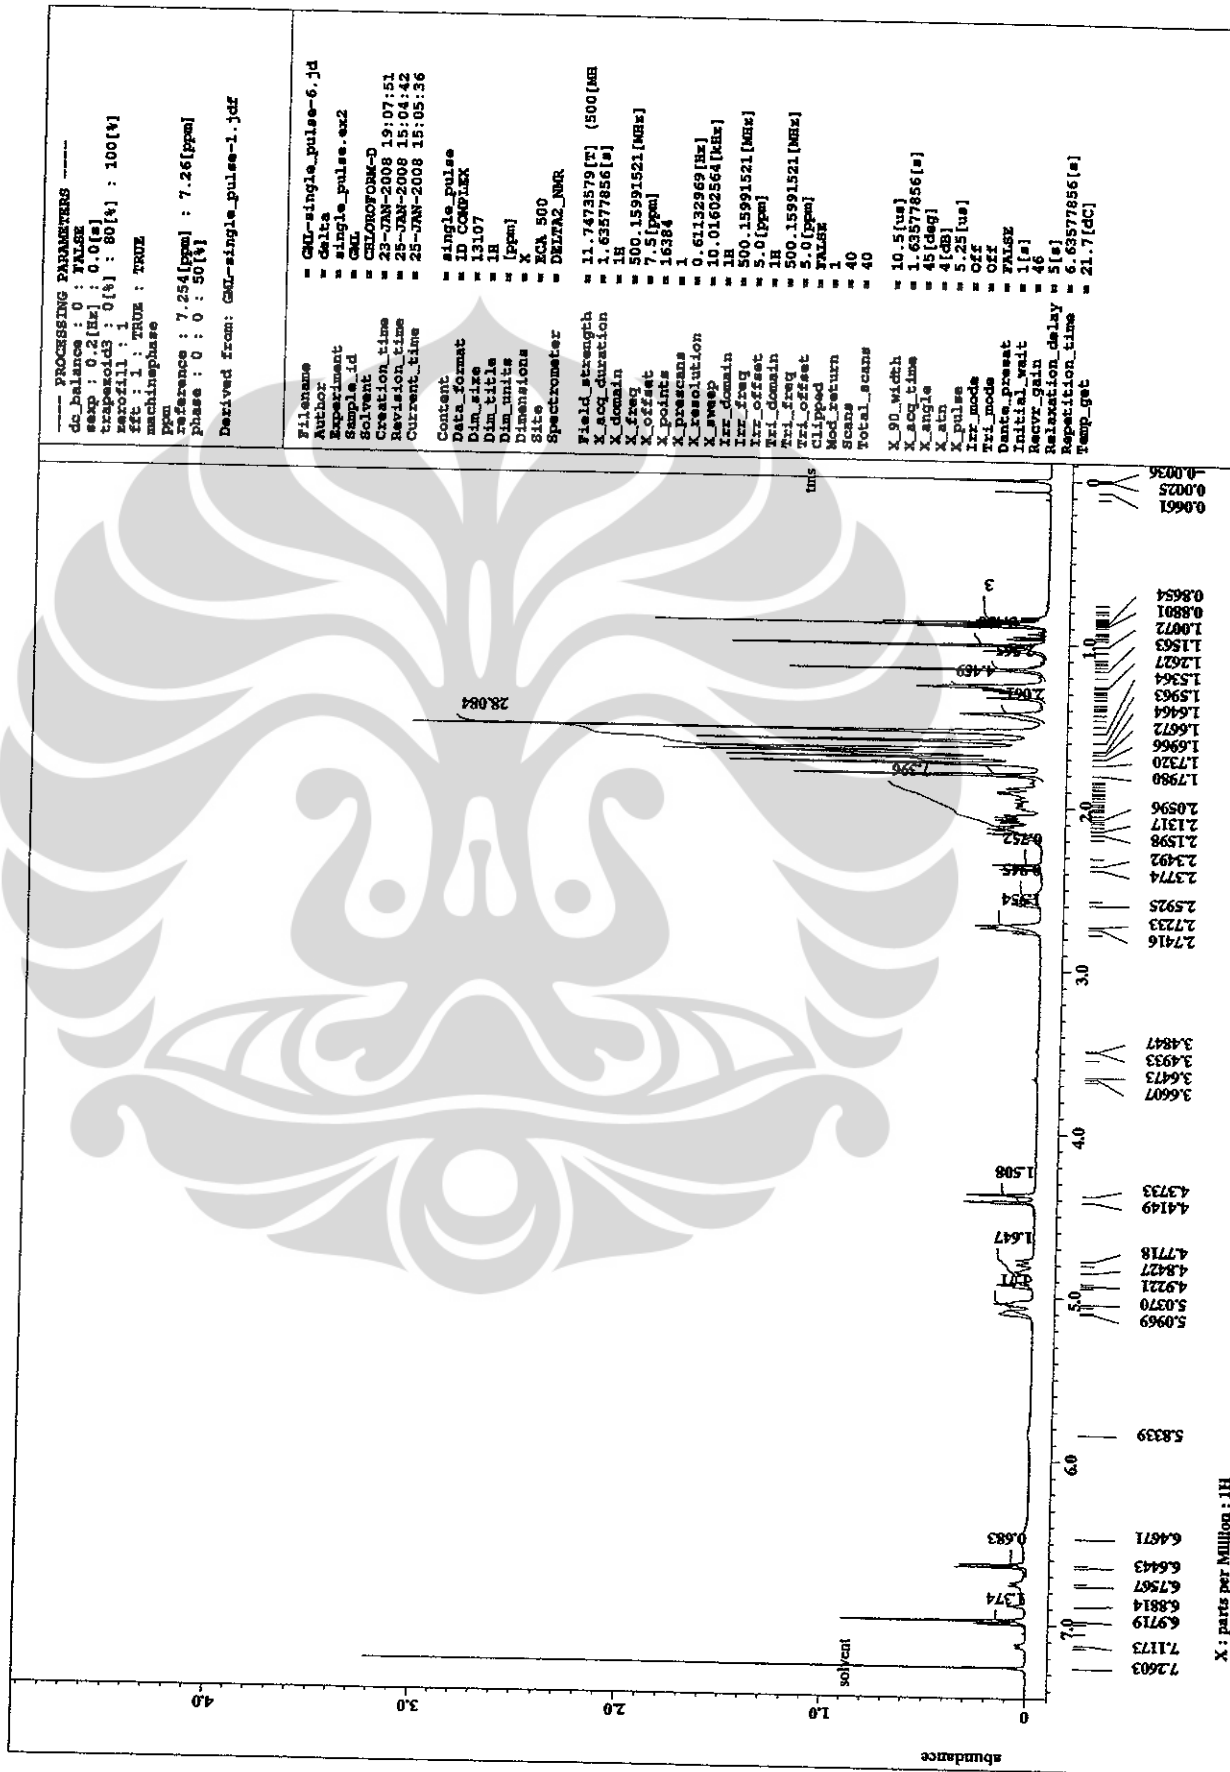 ---- PROCESSING PARAMETERS ----
dc_balance : 0 : FALSE
sexp : 0.2[Hz] : 0.0[s]
trapezoid3 : 0[%] : 80[%] : 100[%]
zerofill : 1
fft : 1 : TRUE : TRUE
machinephase
ppm
reference : 7.254[ppm] : 7.26[ppm]
phase : 0 : 0 : 50[%]
Derived from: GML-single_pulse-1.jdf
Filename = GML-single_pulse-6.jd
Author = delta
Experiment = single_pulse.ex2
Sample_id = GML
Solvent = CHLOROFORM-D
Creation_time = 23-JAN-2008 19:07:51
Revision_time = 25-JAN-2008 15:04:42
Current_time = 25-JAN-2008 15:05:36
Content = single_pulse
Data_format = 1D COMPLEX
Dim_size = 13107
Dim_title = 1H
Dim_units = [ppm]
Dimensions = X
Site = ECA 500
Spectrometer = DELTA2_NMR
Field_strength = 11.7473579[T] (500[MH
X_acq_duration = 1.63577856[s]
X_domain = 1H
X_freq = 500.15991521[MHz]
X_offset = 7.5[ppm]
X_points = 16384
X_prescans = 1
X_resolution = 0.61132969[Hz]
X_sweep = 10.01602564[kHz]
Irr_domain = 1H
Irr_freq = 500.15991521[MHz]
Irr_offset = 5.0[ppm]
Tri_domain = 1H
Tri_freq = 500.15991521[MHz]
Tri_offset = 5.0[ppm]
Clipped = FALSE
Mod_return = 1
Scans = 40
Total_scans = 40
X_90_width = 10.5[us]
X_acq_time = 1.63577856[s]
X_angle = 45[deg]
X_atn = 4[dB]
X_pulse = 5.25[us]
Irr_mode = Off
Tri_mode = Off
Dante_presat = FALSE
Initial_wait = 1[s]
Recvr_gain = 46
Relaxation_delay = 5[s]
Repetition_time = 6.63577856[s]
Temp_get = 21.7[dC]
abundance
0
1.0
2.0
3.0
4.0
solvent
tms
1.374
0.683
1.647
1.508
7.396
28.084
4.459
3
7.0
6.0
5.0
4.0
3.0
2.0
1.0
0
7.2603
7.1173
6.9719
6.8814
6.7567
6.6443
6.4671
5.8339
5.0969
5.0370
4.9221
4.8427
4.7718
4.4149
4.3733
3.6607
3.6473
3.4933
3.4847
2.7416
2.7233
2.5925
2.3774
2.3492
2.1598
2.1317
2.0596
1.7980
1.7320
1.6966
1.6672
1.6464
1.5963
1.5364
1.2627
1.1563
1.0072
0.8801
0.8654
0.0661
0.0025
-0.0036
X : parts per Million : 1H